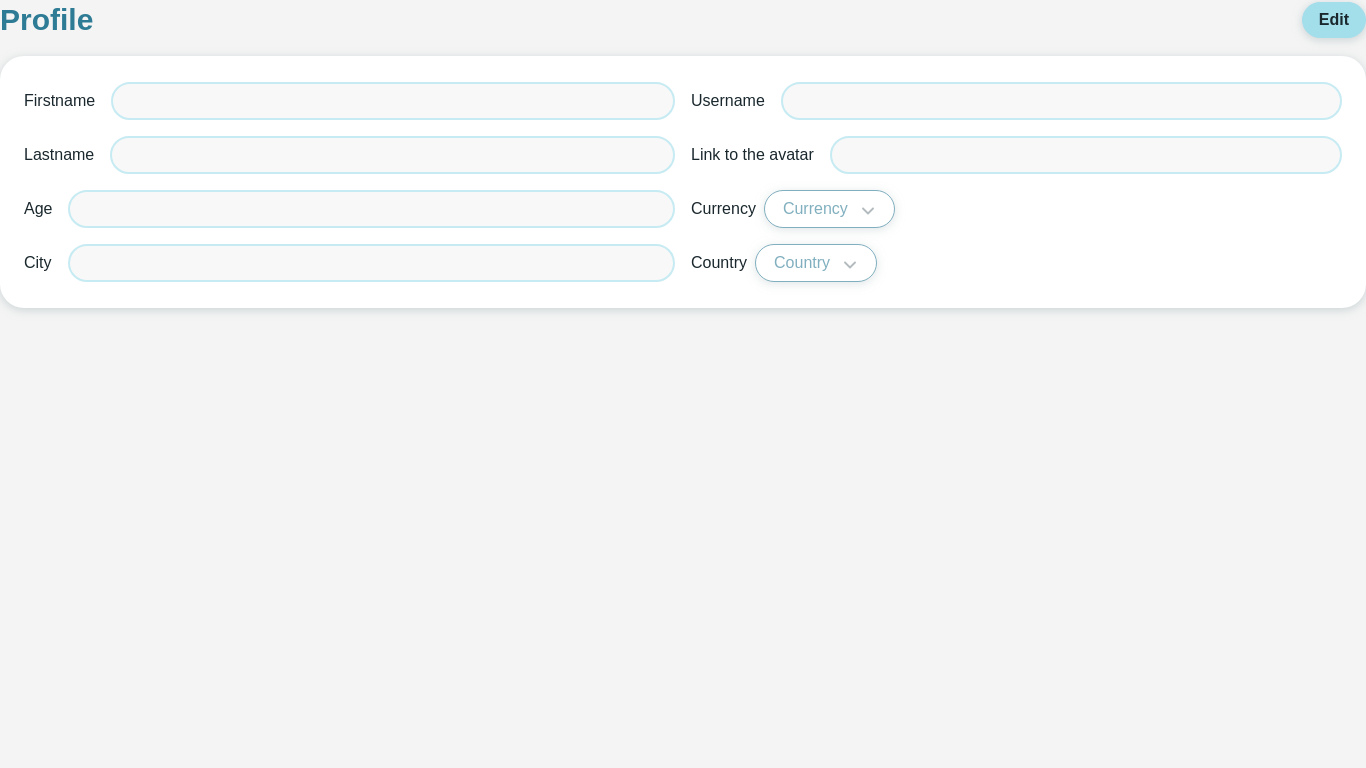 Profile
Edit
Firstname
Username
Lastname
Link to the avatar
Age
Currency Currency
City
Country Country